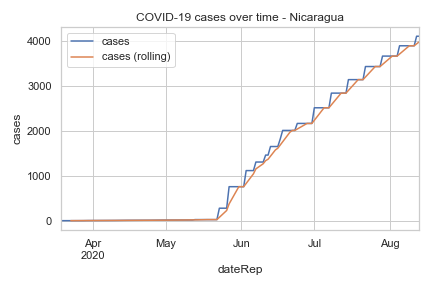 COVID-19 cases over time - Nicaragua
cases
cases (rolling)
4000
3000
2000
1000
0
cases
Apr
2020
May
Jun
Jul
Aug
dateRep